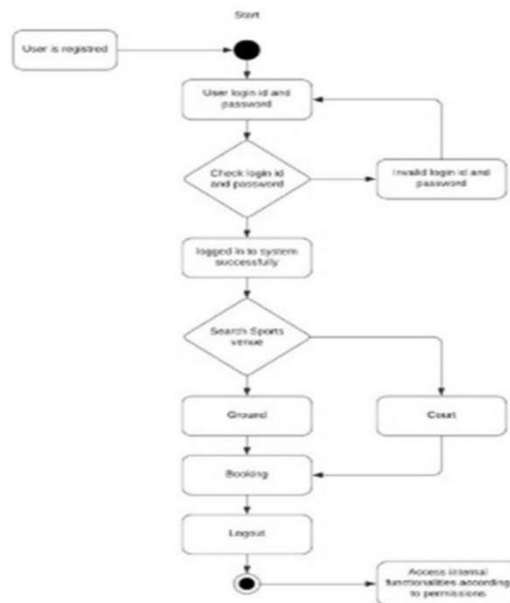 Start
User is registred
User login id and
password
Check login id
and password
Invalid login id and
password
logged in to system
successfully
Search Sports
venue
Ground
Court
Booking
Logout
Access internal
functionalities according
to permissions.